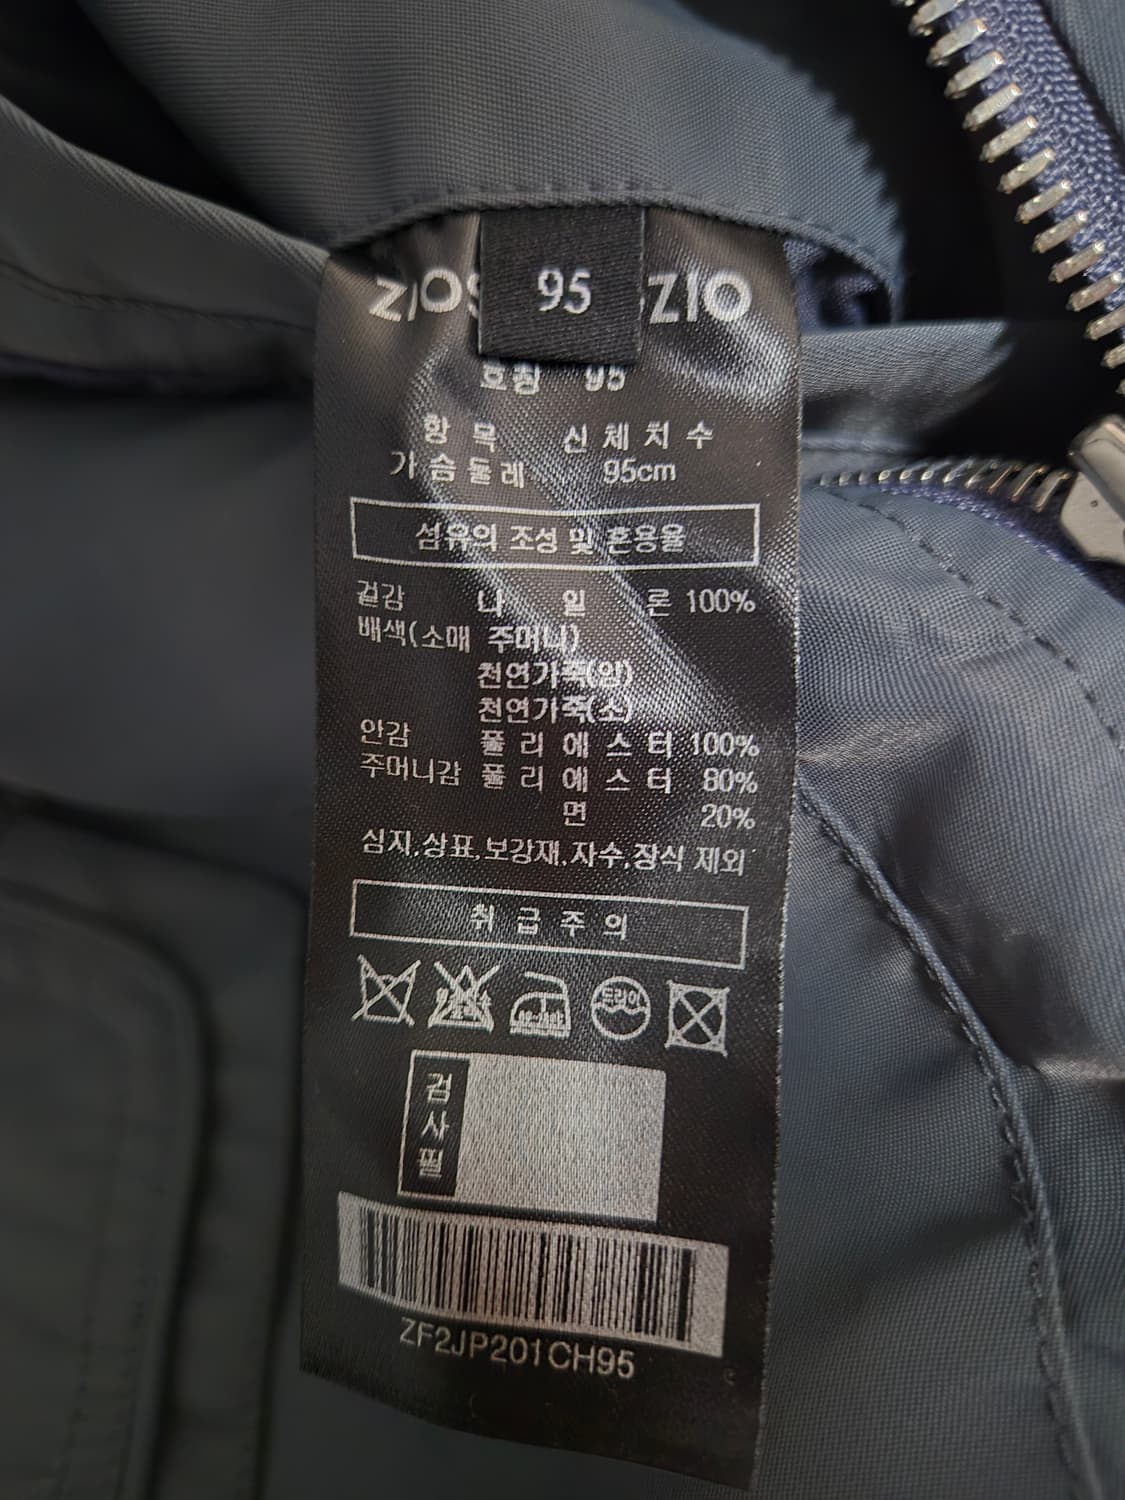 95
ZIOS ZIO
호칭 95
항 목 신 체 치 수
가 슴 둘 레 95cm
섬유의 조성 및 혼용율
겉감 나 일 론 100%
배색(소매 주머니)
천연가죽(양)
천연가죽(소)
안감 폴 리 에 스 터 100%
주머니감 폴 리 에 스 터 80%
면 20%
심지,상표,보강재,자수,장식 제외
취 급 주 의
드라이
검사필
ZF2JP201CH95